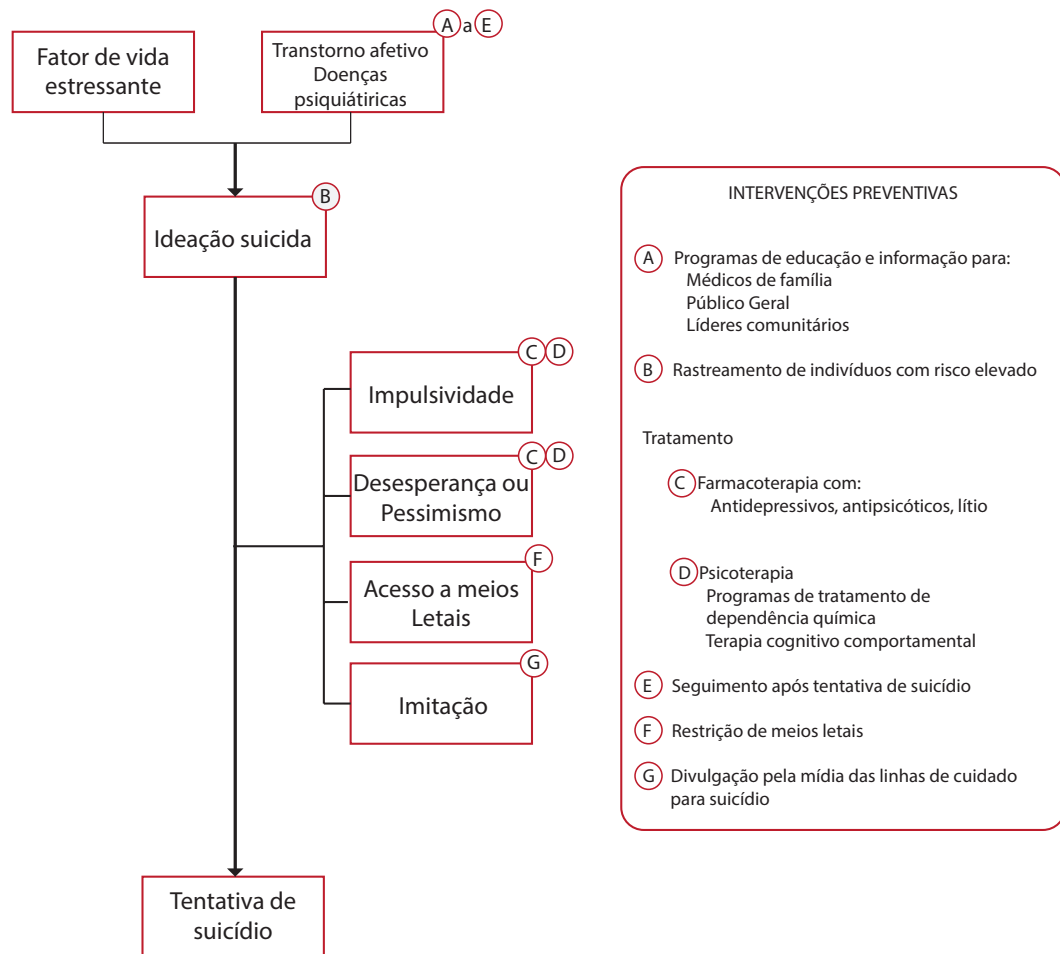 A a E
Fator de vida
estressante
Transtorno afetivo
Doenças
psiquiátiricas
B
Ideação suicida
C D
Impulsividade
C D
Desesperança ou
Pessimismo
F
Acesso a meios
Letais
G
Imitação
Tentativa de
suicídio
INTERVENÇÕES PREVENTIVAS
A Programas de educação e informação para:
Médicos de família
Público Geral
Líderes comunitários
B Rastreamento de indivíduos com risco elevado
Tratamento
C Farmacoterapia com:
Antidepressivos, antipsicóticos, lítio
D Psicoterapia
Programas de tratamento de
dependência química
Terapia cognitivo comportamental
E Seguimento após tentativa de suicídio
F Restrição de meios letais
G Divulgação pela mídia das linhas de cuidado
para suicídio